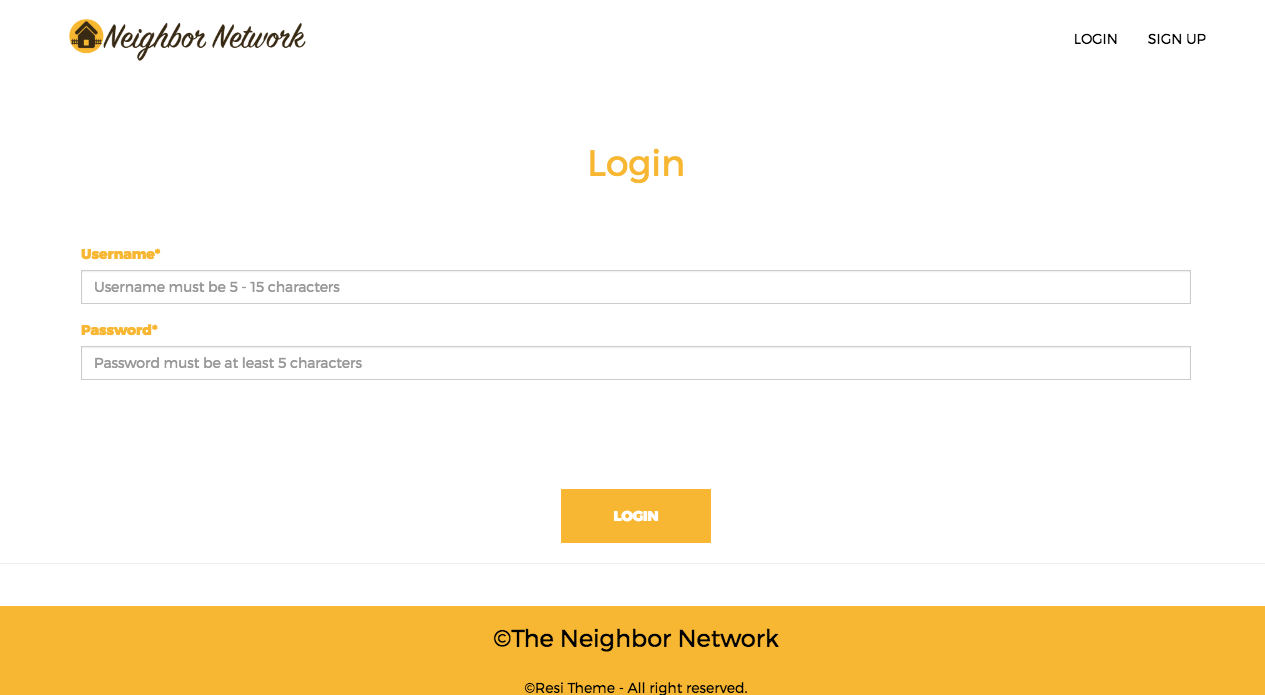 Neighbor Network
LOGIN SIGN UP
Login
Username*
Username must be 5 - 15 characters
Password*
Password must be at least 5 characters
LOGIN
©The Neighbor Network
©Resi Theme - All right reserved.